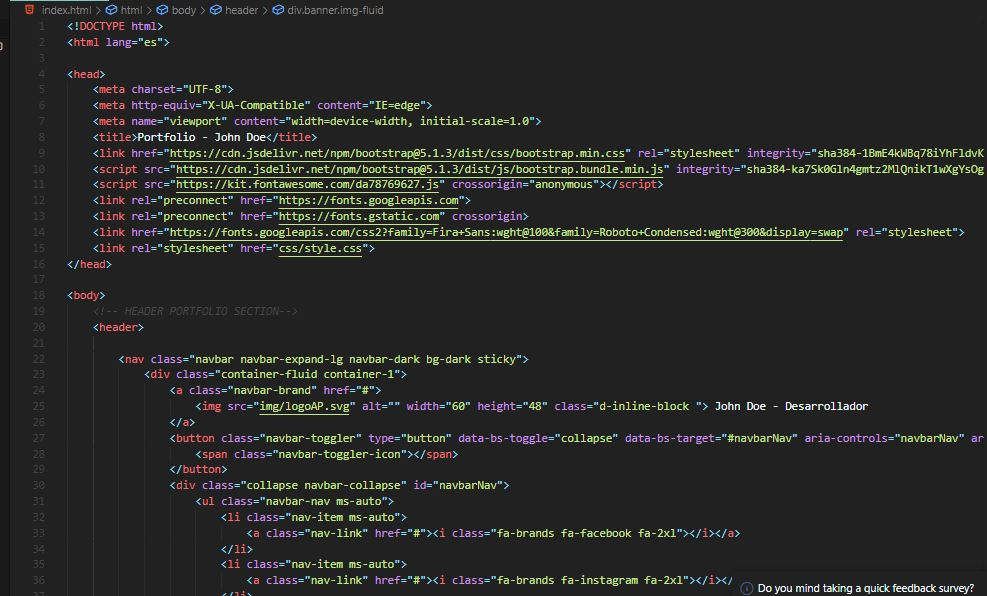 index.html > html > body > header > div.banner.img-fluid
1 <!DOCTYPE html>
2 <html lang="es">
3
4 <head>
5 <meta charset="UTF-8">
6 <meta http-equiv="X-UA-Compatible" content="IE=edge">
7 <meta name="viewport" content="width=device-width, initial-scale=1.0">
8 <title>Portfolio - John Doe</title>
9 <link href="https://cdn.jsdelivr.net/npm/bootstrap@5.1.3/dist/css/bootstrap.min.css" rel="stylesheet" integrity="sha384-1BmE4kWBq78iYhFldvK
10 <script src="https://cdn.jsdelivr.net/npm/bootstrap@5.1.3/dist/js/bootstrap.bundle.min.js" integrity="sha384-ka7Sk0Gln4gmtz2MlQnikT1wXgYsOg
11 <script src="https://kit.fontawesome.com/da78769627.js" crossorigin="anonymous"></script>
12 <link rel="preconnect" href="https://fonts.googleapis.com">
13 <link rel="preconnect" href="https://fonts.gstatic.com" crossorigin>
14 <link href="https://fonts.googleapis.com/css2?family=Fira+Sans:wght@100&family=Roboto+Condensed:wght@300&display=swap" rel="stylesheet">
15 <link rel="stylesheet" href="css/style.css">
16 </head>
17
18 <body>
19 <!-- HEADER PORTFOLIO SECTION-->
20 <header>
21
22 <nav class="navbar navbar-expand-lg navbar-dark bg-dark sticky">
23 <div class="container-fluid container-1">
24 <a class="navbar-brand" href="#">
25 <img src="img/logoAP.svg" alt="" width="60" height="48" class="d-inline-block "> John Doe - Desarrollador
26 </a>
27 <button class="navbar-toggler" type="button" data-bs-toggle="collapse" data-bs-target="#navbarNav" aria-controls="navbarNav" ar
28 <span class="navbar-toggler-icon"></span>
29 </button>
30 <div class="collapse navbar-collapse" id="navbarNav">
31 <ul class="navbar-nav ms-auto">
32 <li class="nav-item ms-auto">
33 <a class="nav-link" href="#"><i class="fa-brands fa-facebook fa-2xl"></i></a>
34 </li>
35 <li class="nav-item ms-auto">
36 <a class="nav-link" href="#"><i class="fa-brands fa-instagram fa-2xl"></i></
37 </li>
Do you mind taking a quick feedback survey?